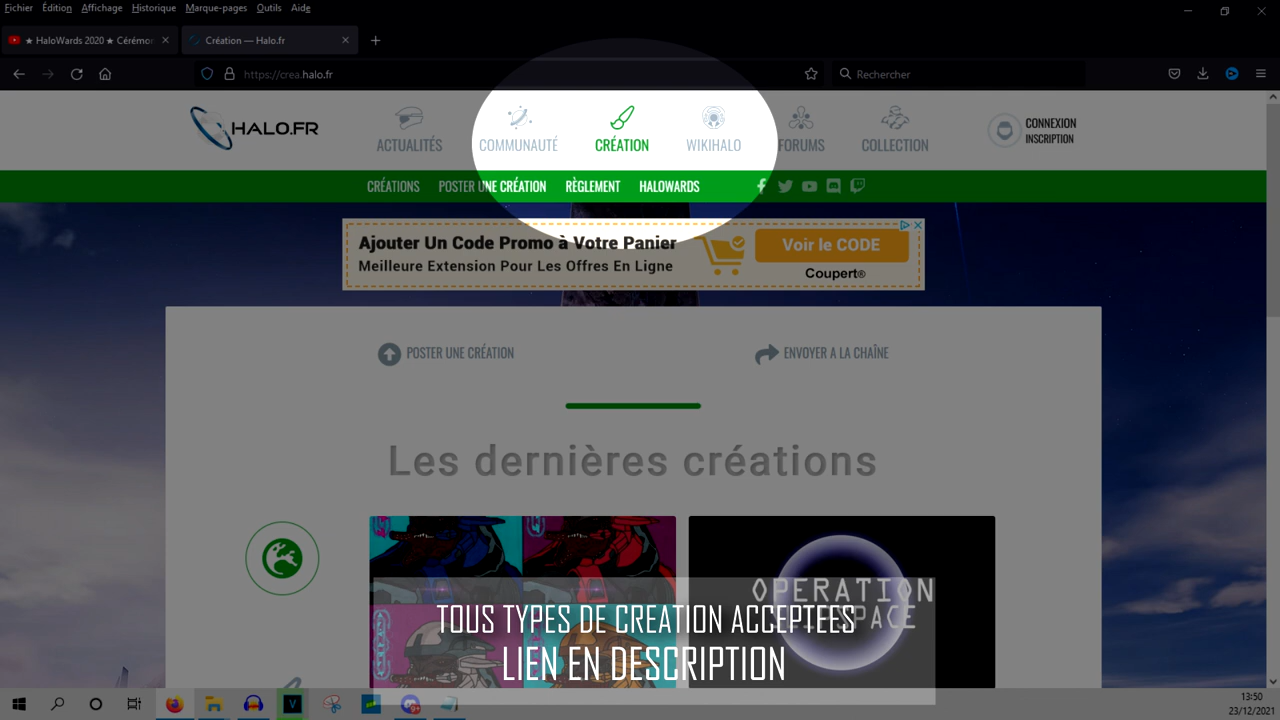 Fichier Édition Affichage Historique Marque-pages Outils Aide
★ HaloWards 2020 ★ Cérémor
Création — Halo.fr
https://crea.halo.fr
Rechercher
HALO.FR
ACTUALITÉS COMMUNAUTÉ CRÉATION WIKIHALO FORUMS COLLECTION
CONNEXION
INSCRIPTION
CRÉATIONS POSTER UNE CRÉATION RÈGLEMENT HALOWARDS
Ajouter Un Code Promo à Votre Panier
Meilleure Extension Pour Les Offres En Ligne
Voir le CODE
Coupert®
POSTER UNE CRÉATION ENVOYER A LA CHAÎNE
Les dernières créations
OPERATION
TOUS TYPES DE CREATION ACCEPTEES
LIEN EN DESCRIPTION
13:50
23/12/2021